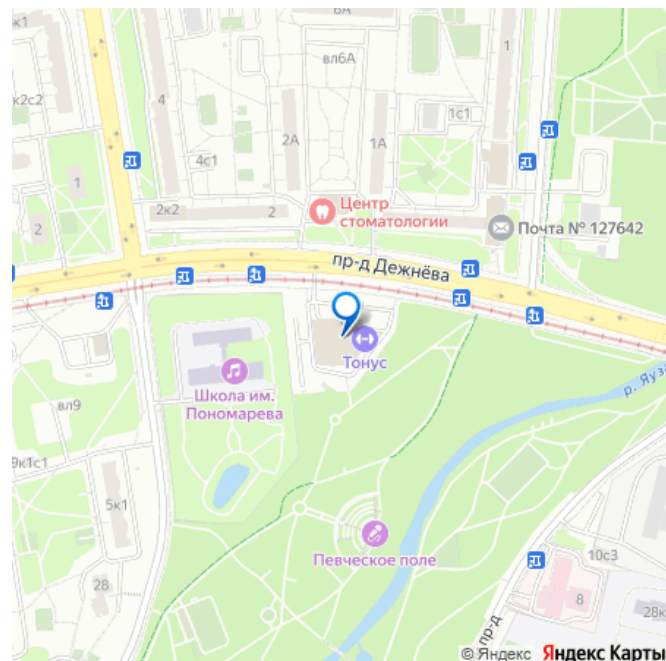 к1
6А
вл6А
1
к2с2
4
1с1
2А
1А
4с1
1
2к2
2
Центр
стоматологии
Почта № 127642
2
пр-д Дежнёва
Тонус
р. Яуза
Школа им.
Пономарева
вл9
9к1с1
5к1
Певческое поле
10с3
28
8
28к
пр-д
© Яндекс Яндекс Карты